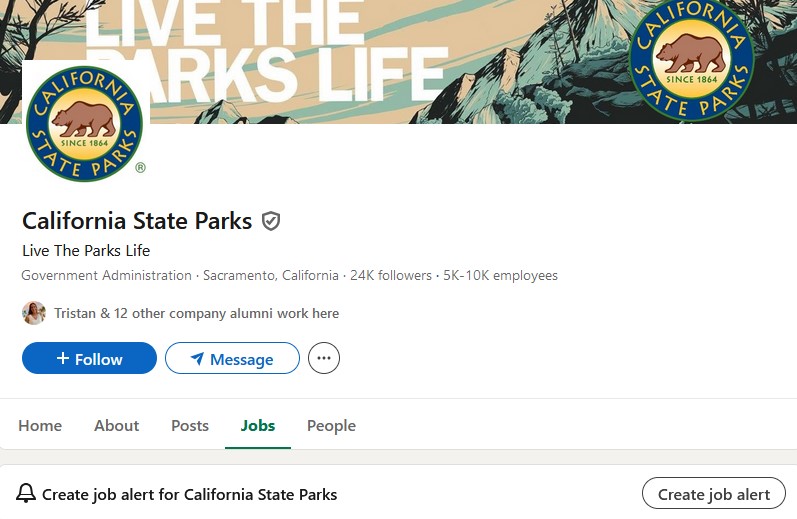 LIVE THE
PARKS LIFE
CALIFORNIA
SINCE 1864
STATE PARKS
CALIFORNIA
SINCE 1864
STATE PARKS
®
California State Parks
Live The Parks Life
Government Administration · Sacramento, California · 24K followers · 5K-10K employees
Tristan & 12 other company alumni work here
+ Follow
Message
···
Home About Posts Jobs People
Create job alert for California State Parks
Create job alert